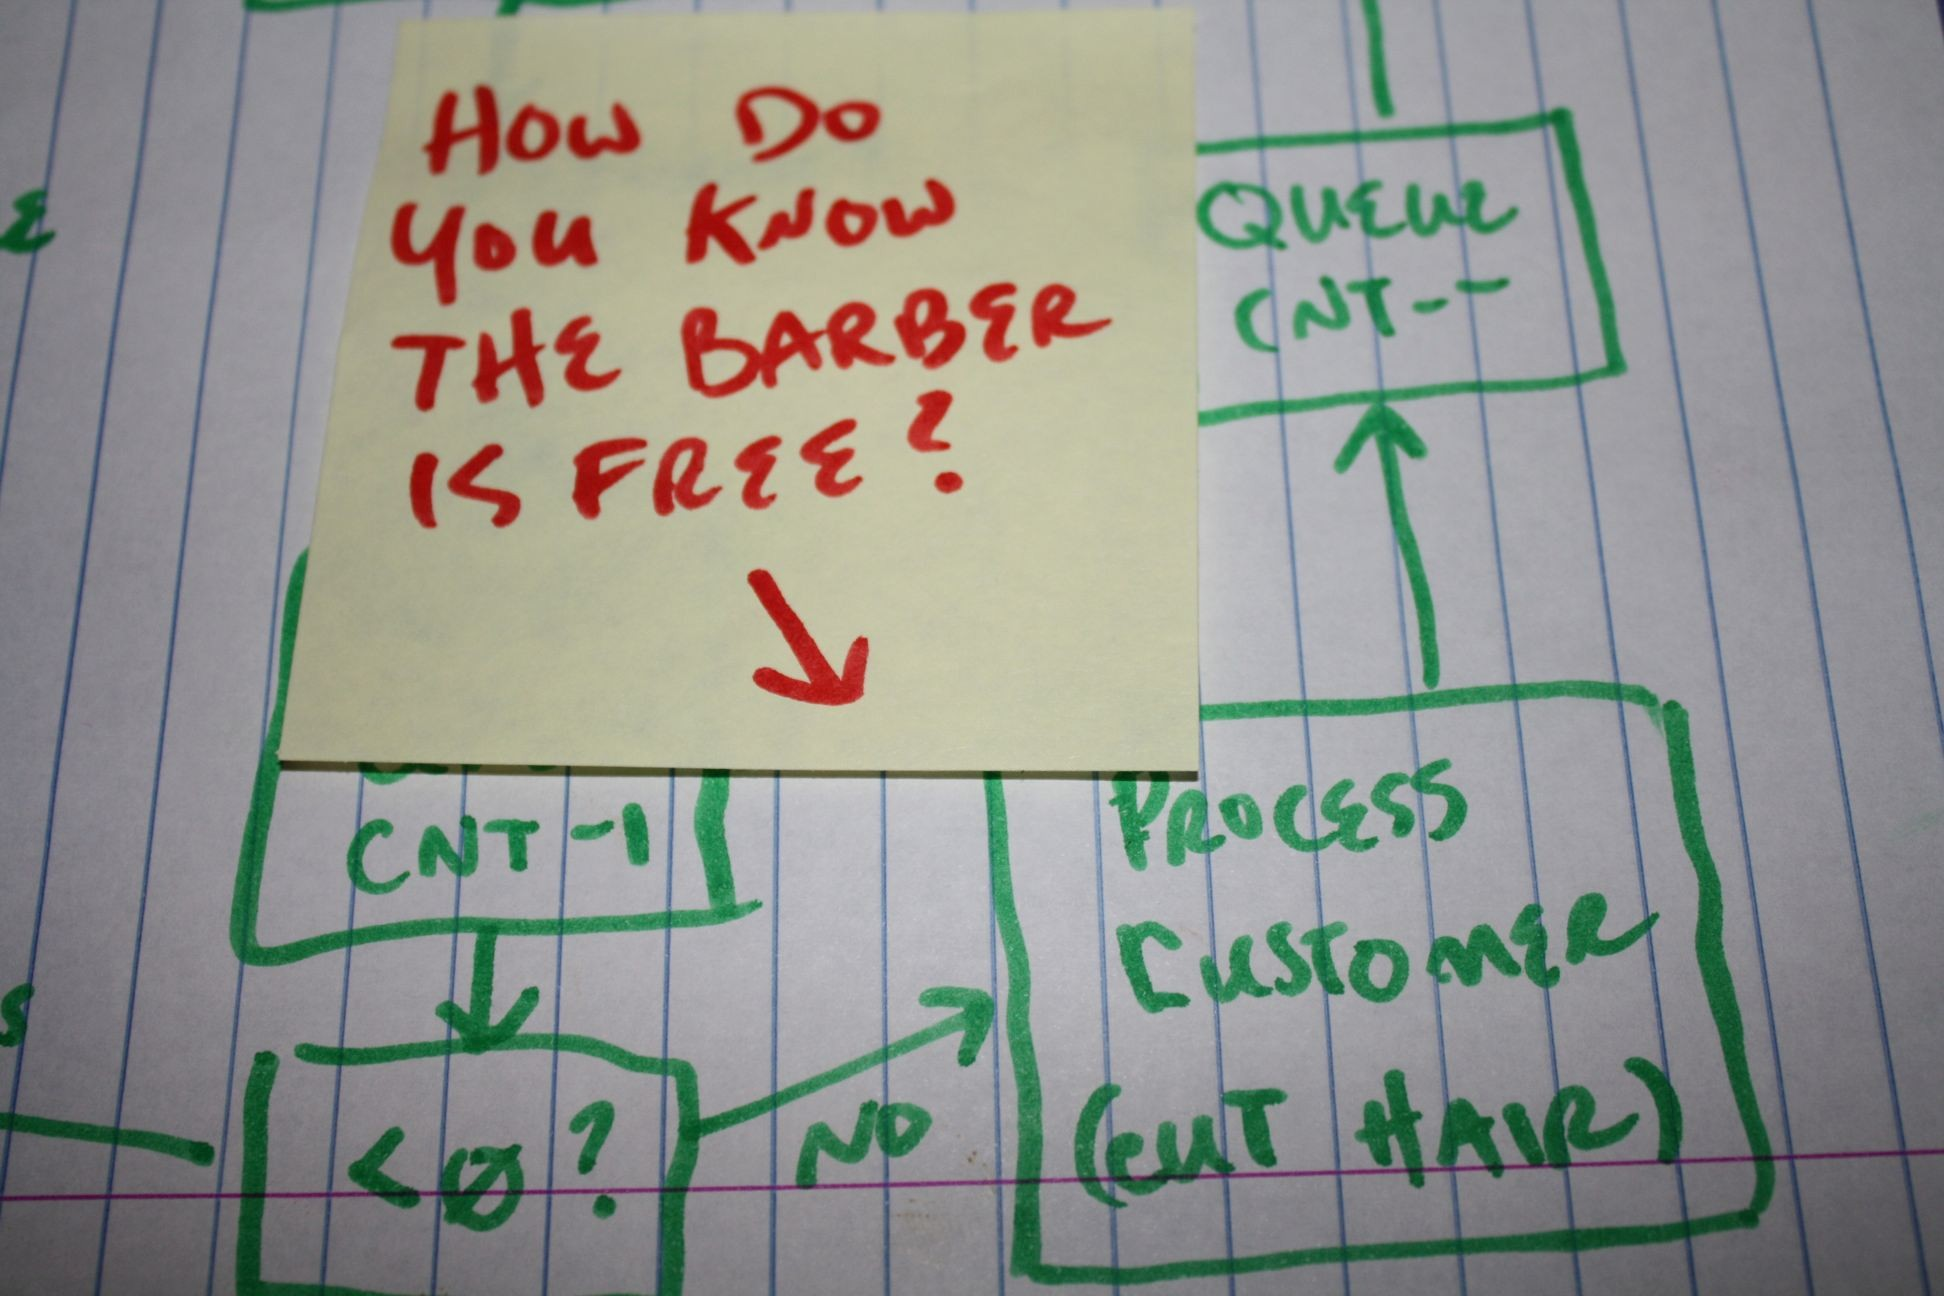 How Do
You Know
THE BARBER
IS FREE?
QUEUE
CNT--
CNT-1
PROCESS
CUSTOMER
(CUT HAIR)
NO
<Ø?